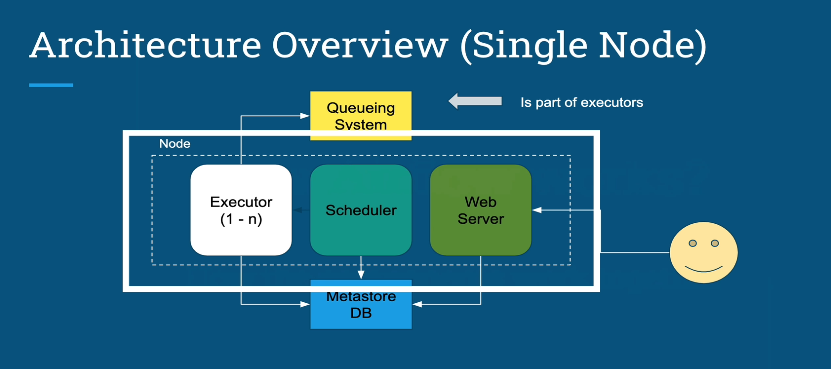 Architecture Overview (Single Node)
Queueing
System
Is part of executors
Node
Executor
(1 - n)
Scheduler
Web
Server
Metastore
DB